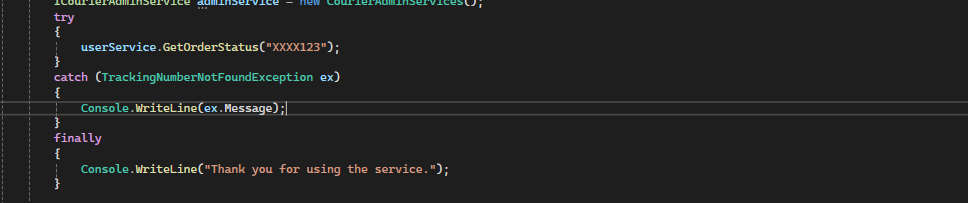 ICourierAdminService adminService = new CourierAdminServices();
try
{
userService.GetOrderStatus("XXXX123");
}
catch (TrackingNumberNotFoundException ex)
{
Console.WriteLine(ex.Message);
}
finally
{
Console.WriteLine("Thank you for using the service.");
}